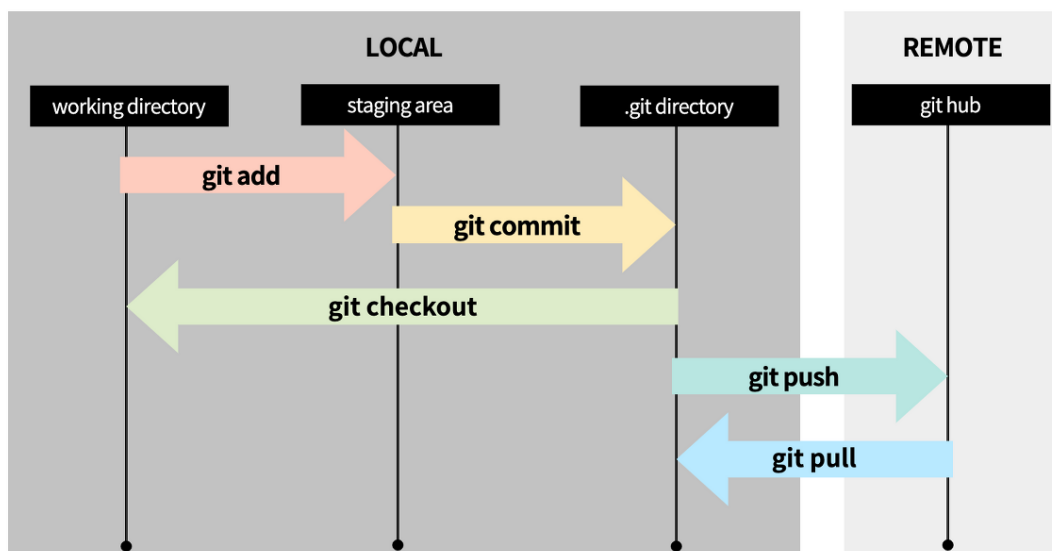 LOCAL
REMOTE
working directory
staging area
.git directory
git hub
git add
git commit
git checkout
git push
git pull